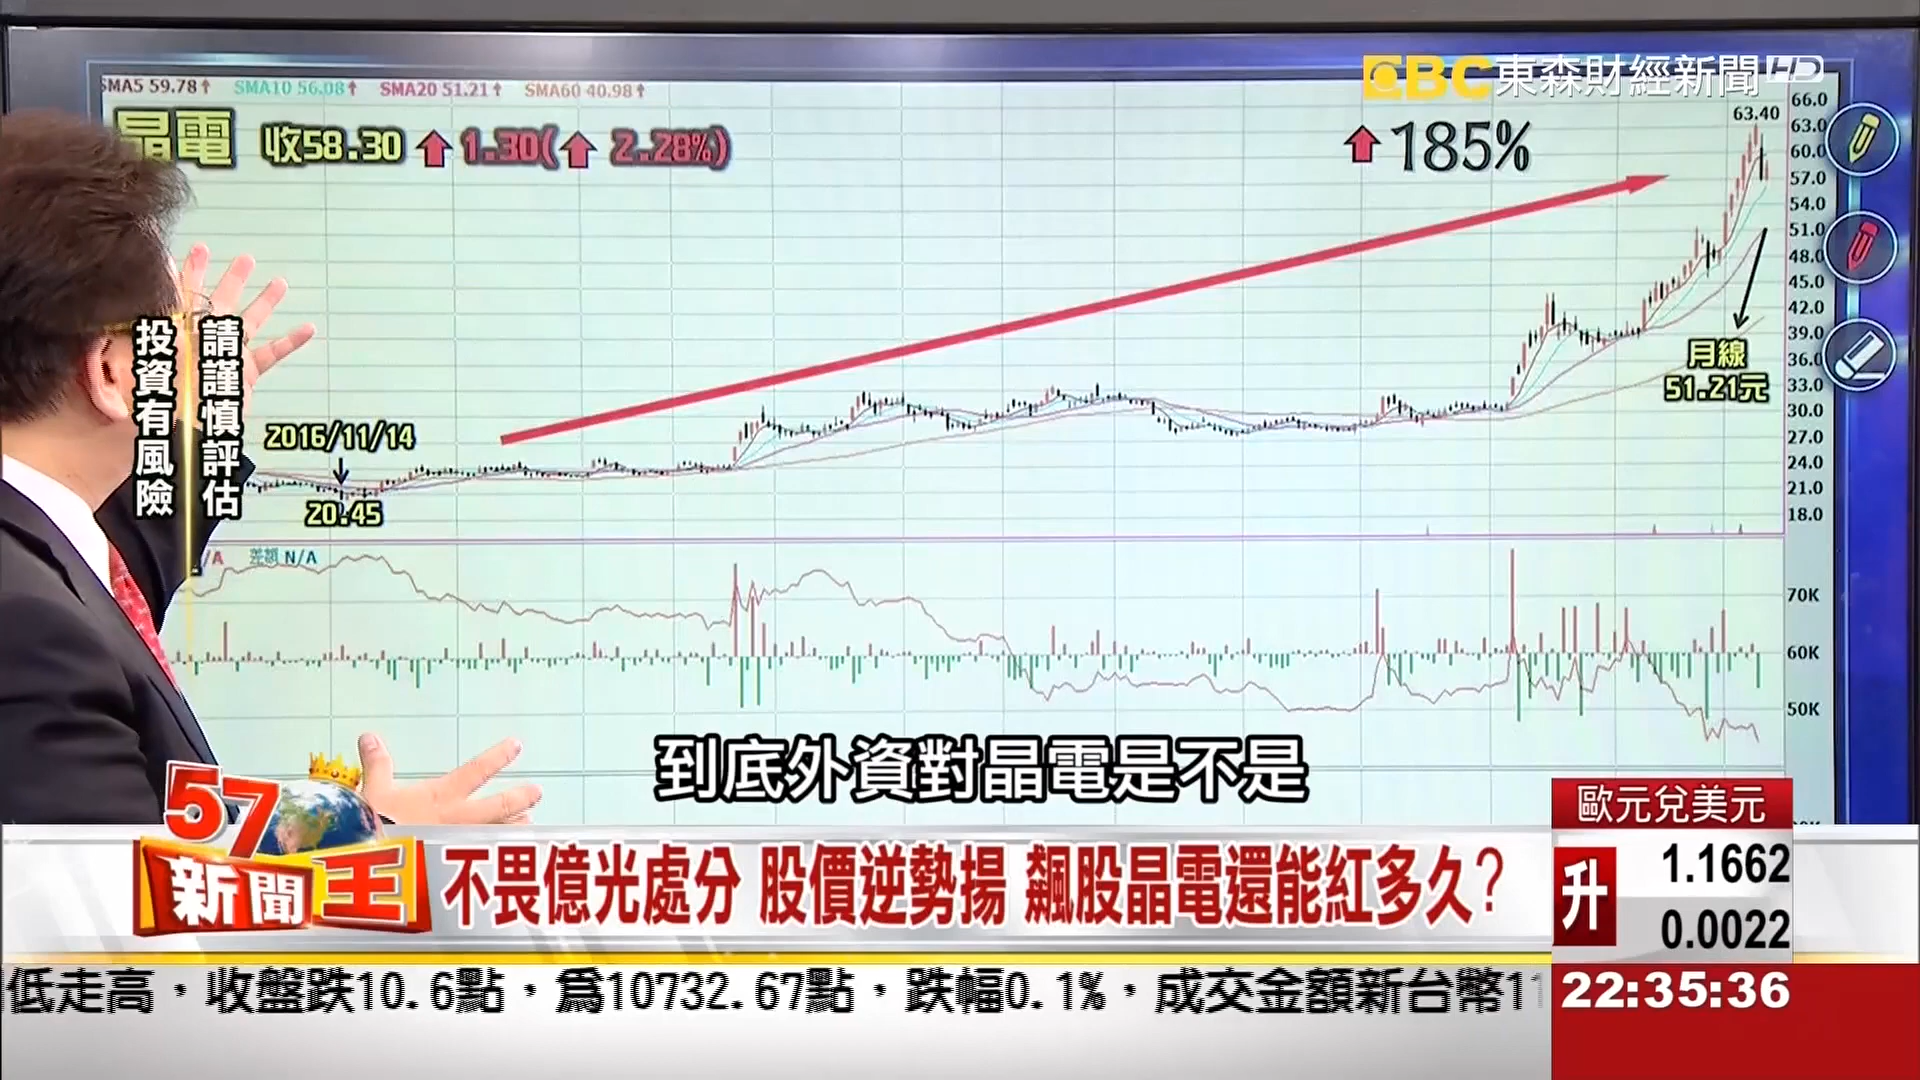 SMA5 59.78↑ SMA10 56.08↑ SMA20 51.21↑ SMA60 40.98↑
EBC 東森財經新聞 HD
晶電 收58.30 ↑ 1.30(↑ 2.28%)
↑185%
63.40
66.0
63.0
60.0
57.0
54.0
51.0
48.0
45.0
42.0
39.0
36.0
33.0
30.0
27.0
24.0
21.0
18.0
月線
51.21元
請謹慎評估
投資有風險
2016/11/14
20.45
/A 差額 N/A
70K
60K
50K
到底外資對晶電是不是
57
新聞王
不畏億光處分 股價逆勢揚 飆股晶電還能紅多久?
歐元兌美元
升 1.1662
0.0022
低走高，收盤跌10.6點，為10732.67點，跌幅0.1%，成交金額新台幣1
22:35:36